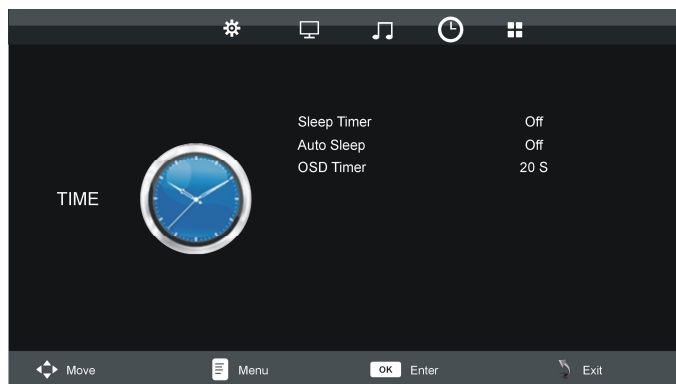 Sleep Timer Off
Auto Sleep Off
OSD Timer 20 S
TIME
Move Menu OK Enter Exit